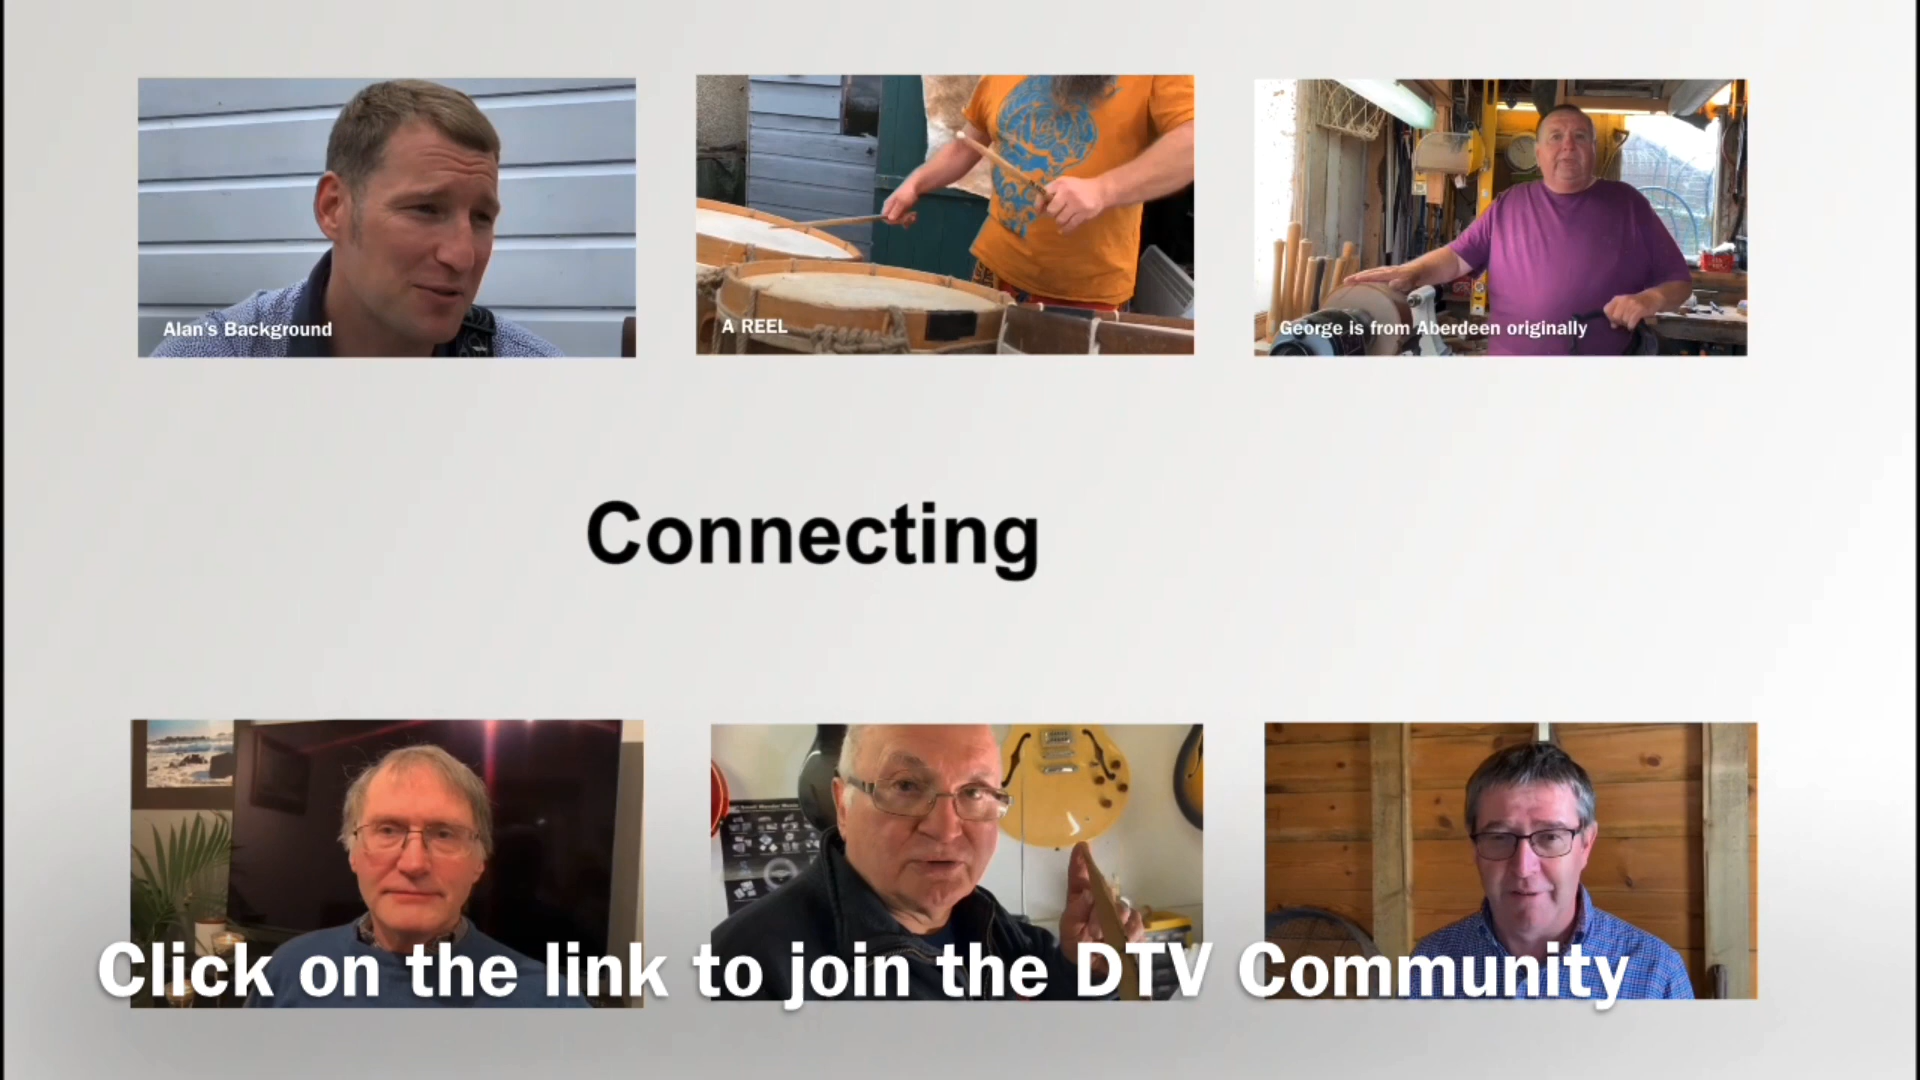 Alan's Background
A REEL
George is from Aberdeen originally
Connecting
Click on the link to join the DTV Community